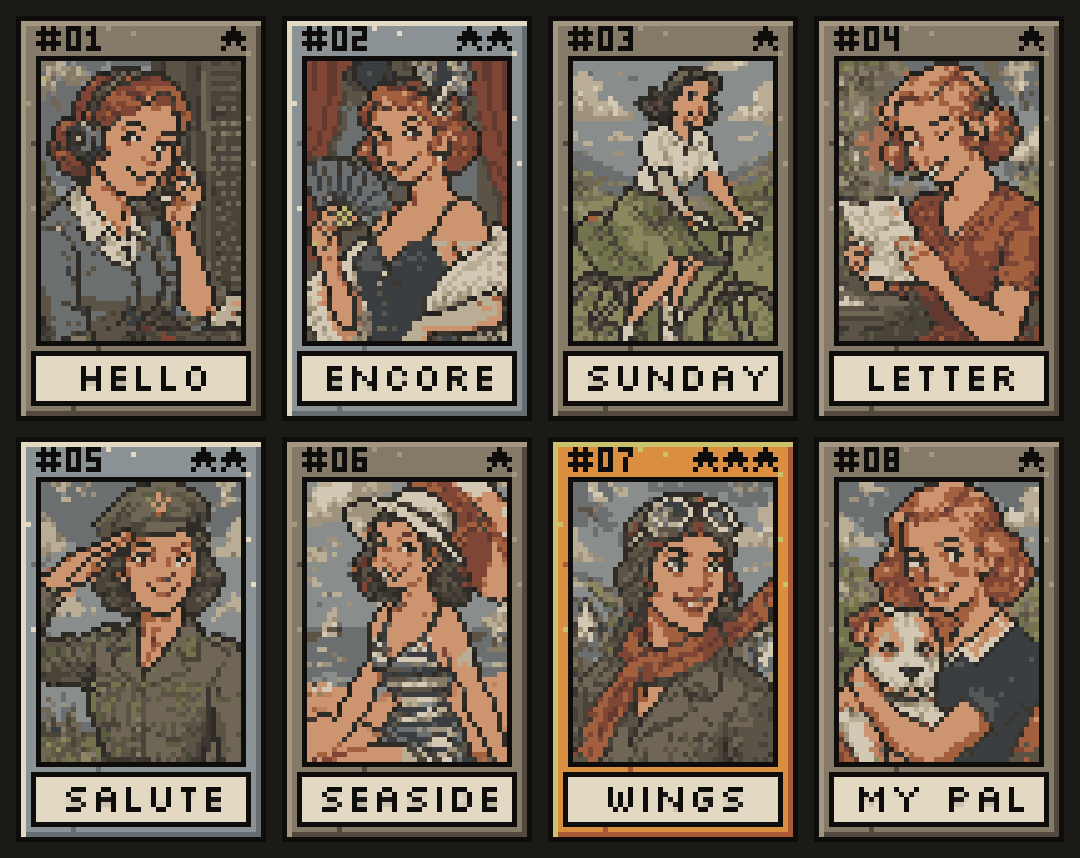 #01
HELLO
#02
ENCORE
#03
SUNDAY
#04
LETTER
#05
SALUTE
#06
SEASIDE
#07
WINGS
#08
MY PAL